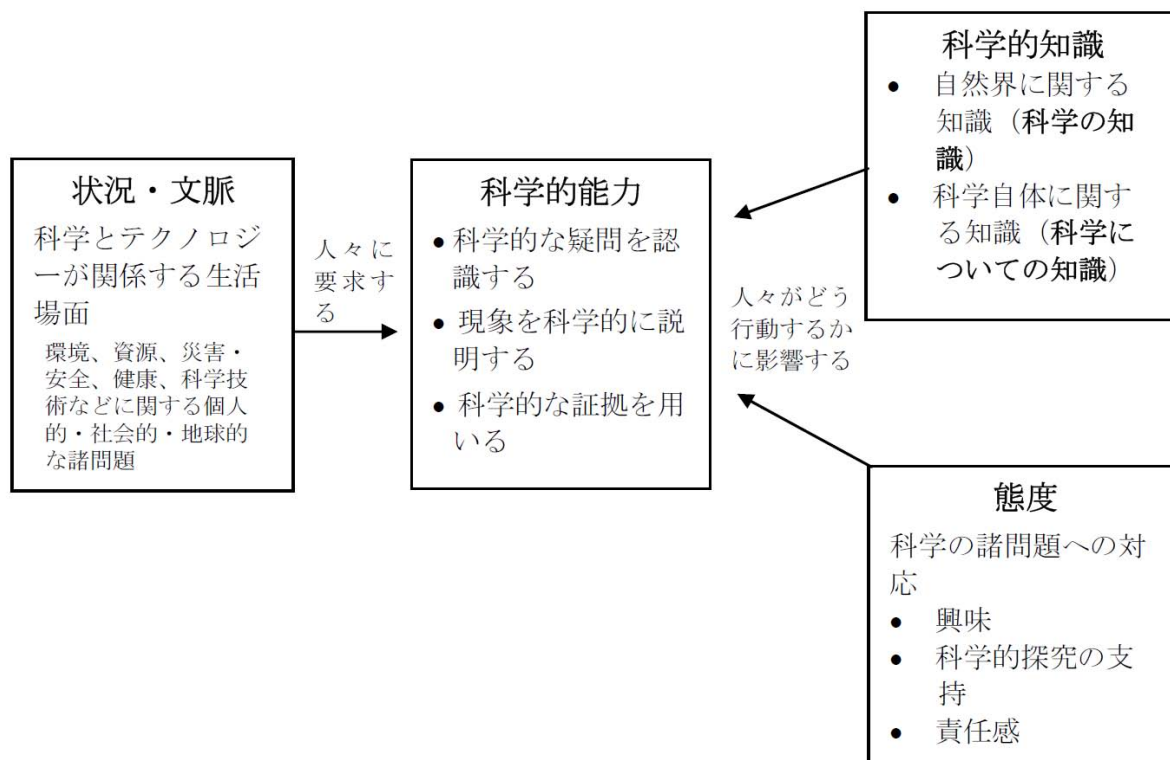 状況・文脈
科学とテクノロジ
ーが関係する生活
場面
環境、資源、災害・
安全、健康、科学技
術などに関する個人
的・社会的・地球的
な諸問題
人々に
要求す
る
科学的能力
● 科学的な疑問を認
識する
● 現象を科学的に説
明する
● 科学的な証拠を用
いる
人々がどう
行動するか
に影響する
科学的知識
● 自然界に関する
知識（科学の知
識）
● 科学自体に関す
る知識（科学に
ついての知識）
態度
科学の諸問題への対
応
● 興味
● 科学的探究の支
持
● 責任感